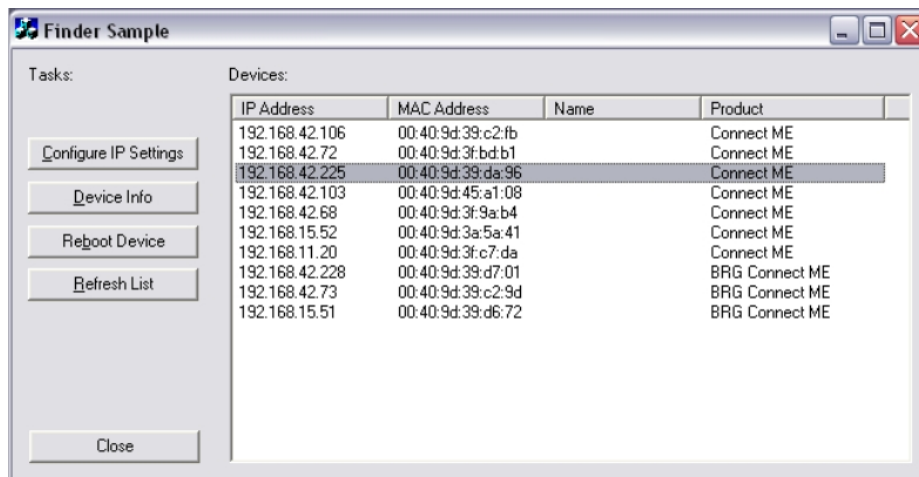 Finder Sample
Tasks:
Devices:
IP Address MAC Address Name Product
192.168.42.106 00:40:9d:39:c2:fb Connect ME
192.168.42.72 00:40:9d:3f:bd:b1 Connect ME
192.168.42.225 00:40:9d:39:da:96 Connect ME
192.168.42.103 00:40:9d:45:a1:08 Connect ME
192.168.42.68 00:40:9d:3f:9a:b4 Connect ME
192.168.15.52 00:40:9d:3a:5a:41 Connect ME
192.168.11.20 00:40:9d:3f:c7:da Connect ME
192.168.42.228 00:40:9d:39:d7:01 BRG Connect ME
192.168.42.73 00:40:9d:39:c2:9d BRG Connect ME
192.168.15.51 00:40:9d:39:d6:72 BRG Connect ME
Configure IP Settings
Device Info
Reboot Device
Refresh List
Close